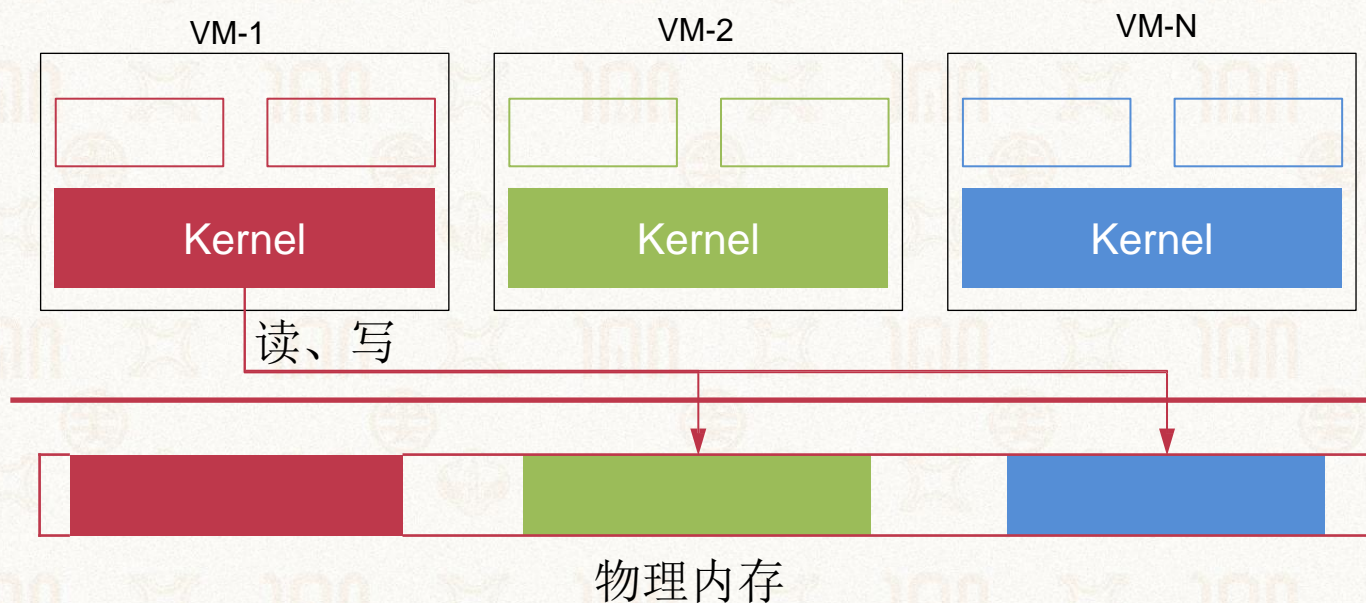 VM-1
VM-2
VM-N
Kernel
Kernel
Kernel
读、写
物理内存